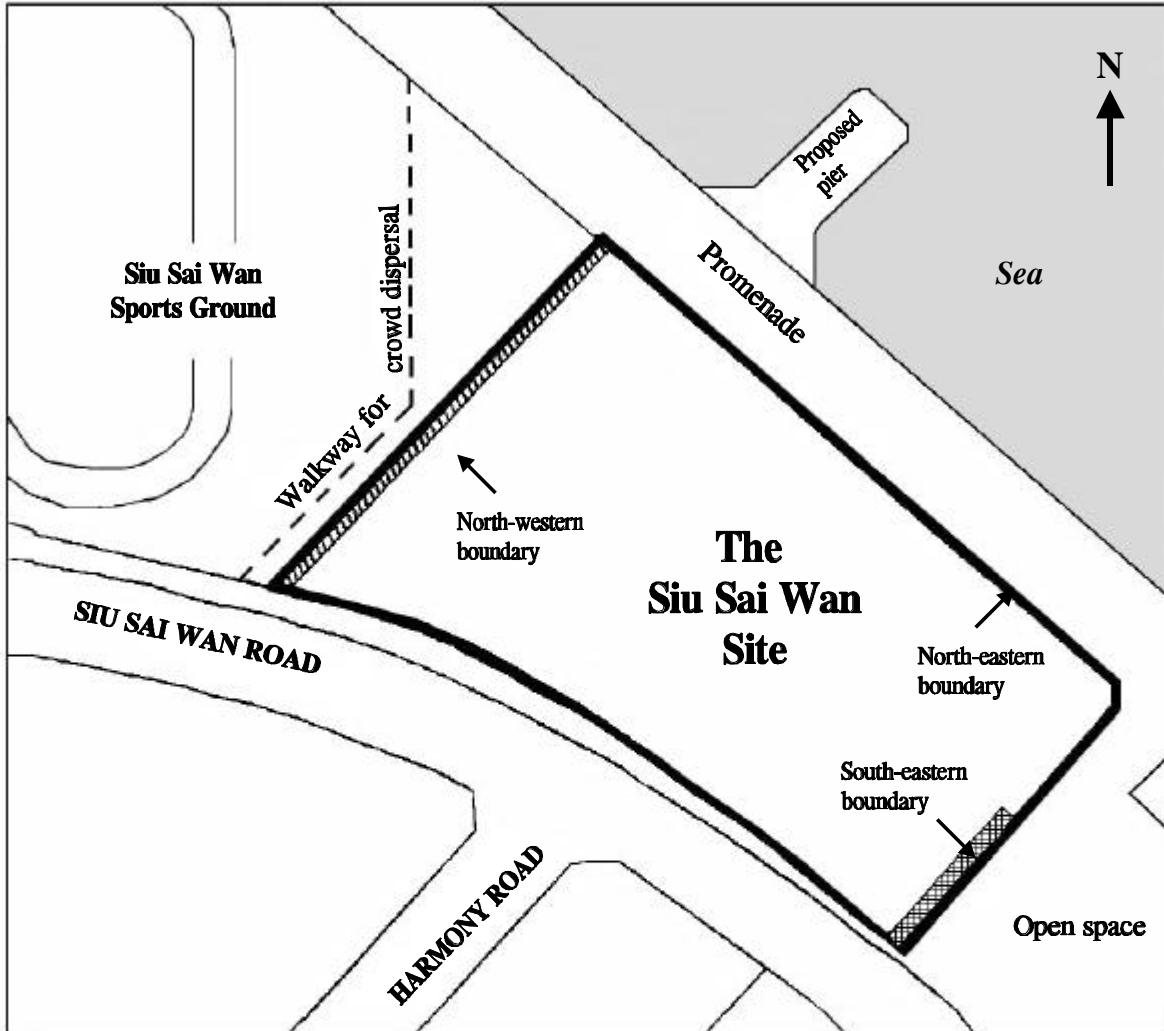 N
Proposed
pier
Sea
Promenade
Siu Sai Wan
Sports Ground
Walkway for
crowd dispersal
North-western
boundary
The
Siu Sai Wan
Site
North-eastern
boundary
SIU SAI WAN ROAD
South-eastern
boundary
HARMONY ROAD
Open space